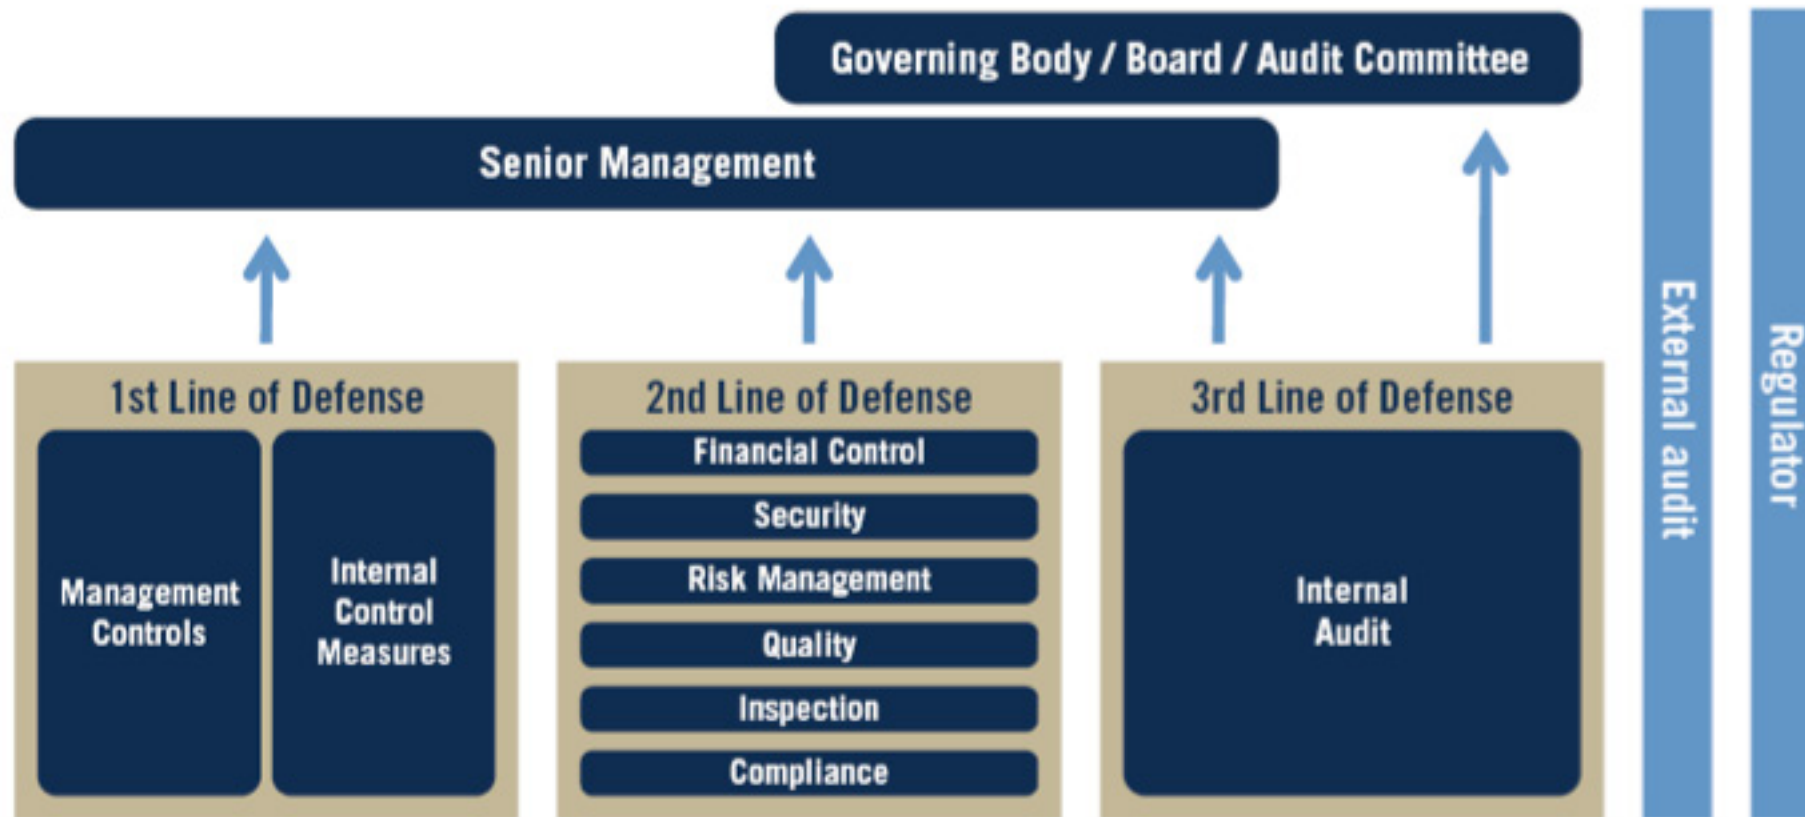 Governing Body / Board / Audit Committee
Senior Management
1st Line of Defense
Management
Controls
Internal
Control
Measures
2nd Line of Defense
Financial Control
Security
Risk Management
Quality
Inspection
Compliance
3rd Line of Defense
Internal
Audit
External audit
Regulator